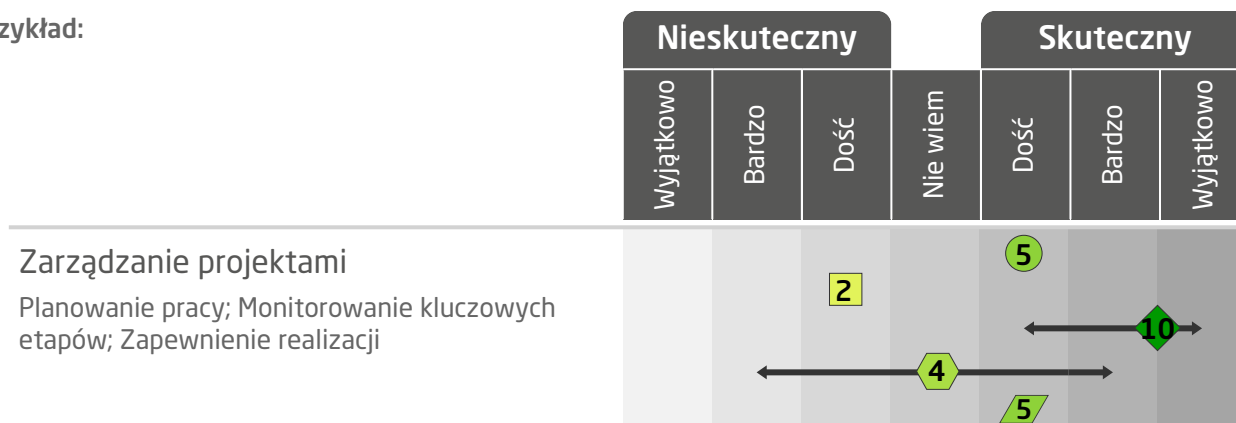 zykład:
Nieskuteczny
Skuteczny
Wyjątkowo
Bardzo
Dość
Nie wiem
Dość
Bardzo
Wyjątkowo
Zarządzanie projektami
Planowanie pracy; Monitorowanie kluczowych
etapów; Zapewnienie realizacji
5
2
10
4
5